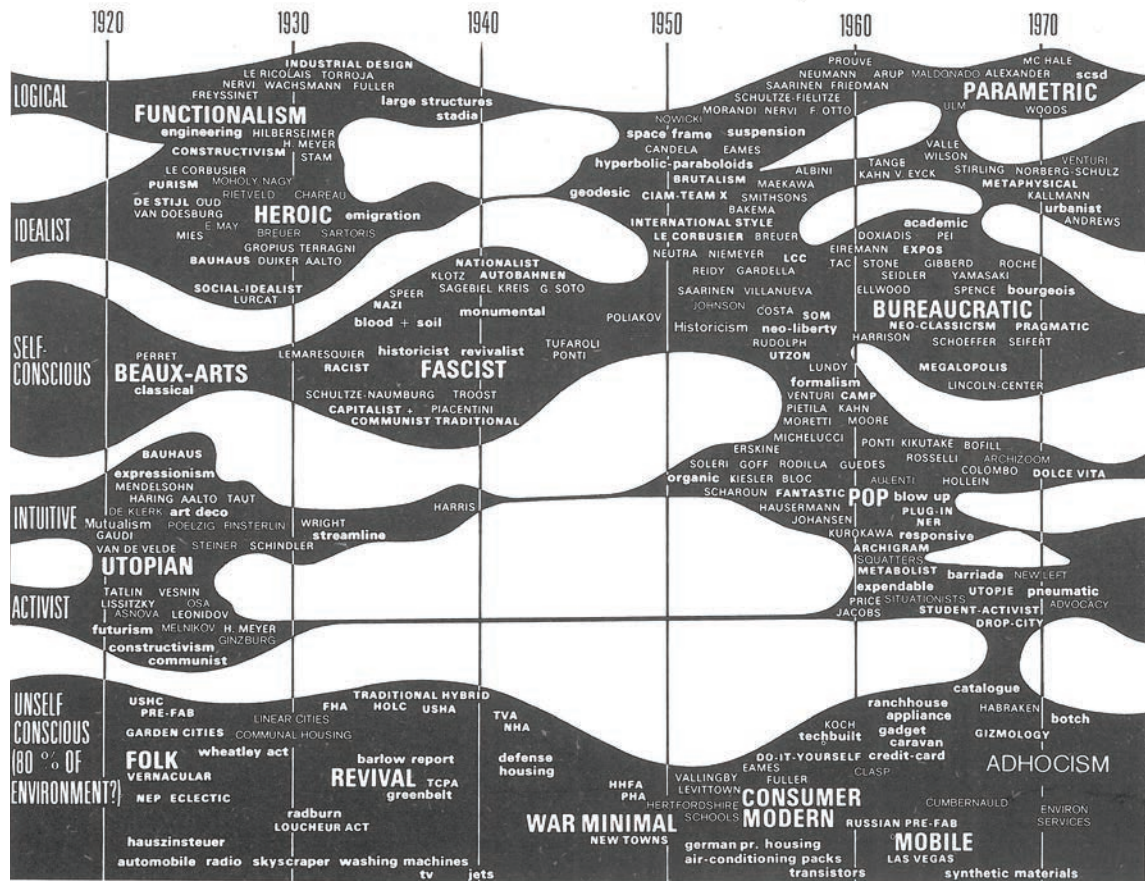 1920 1930 1940 1950 1960 1970
LOGICAL
INDUSTRIAL DESIGN
LE RICOLAIS TORROJA
NERVI WACHSMANN FULLER
FREYSSINET
FUNCTIONALISM
large structures
stadia
engineering HILBERSEIMER
H. MEYER
CONSTRUCTIVISM
STAM
PROUVE
NEUMANN ARUP MALDONADO ALEXANDER
MC HALE
scsd
SAARINEN FRIEDMAN
PARAMETRIC
SCHULTZE-FIELITZE
MORANDI NERVI F. OTTO
ULM
WOODS
NOWICKI
space frame suspension
CANDELA EAMES
hyperbolic-paraboloids
VALLE
WILSON
IDEALIST
LE CORBUSIER
PURISM MOHOLY NAGY
RIETVELD CHAREAU
DE STIJL OUD
VAN DOESBURG
HEROIC emigration
E. MAY
MIES BREUER SARTORIS
GROPIUS TERRAGNI
BAUHAUS DUIKER AALTO
SOCIAL-IDEALIST
LURCAT
BRUTALISM
geodesic CIAM-TEAM X
MAEKAWA
SMITHSONS
BAKEMA
ALBINI
TANGE
KAHN V. EYCK
STIRLING
VENTURI
NORBERG-SCHULZ
METAPHYSICAL
KALLMANN
urbanist
ANDREWS
INTERNATIONAL STYLE
LE CORBUSIER BREUER
NEUTRA NIEMEYER LCC
REIDY GARDELLA
academic
DOXIADIS PEI
EIREMANN EXPOS
TAC STONE GIBBERD ROCHE
SEIDLER YAMASAKI
ELLWOOD SPENCE bourgeois
SELF-
CONSCIOUS
NATIONALIST
KLOTZ AUTOBAHNEN
SAGEBIEL KREIS G. SOTO
SPEER
NAZI
monumental
blood + soil
PERRET
BEAUX-ARTS
classical
LEMARESQUIER
historicist revivalist
RACIST
FASCIST
TUFAROLI
PONTI
SCHULTZE-NAUMBURG TROOST
CAPITALIST + PIACENTINI
COMMUNIST TRADITIONAL
SAARINEN VILLANUEVA
JOHNSON COSTA SOM
POLIAKOV
Historicism neo-liberty
RUDOLPH
UTZON
BUREAUCRATIC
NEO-CLASSICISM PRAGMATIC
HARRISON SCHOEFFER SEIFERT
LUNDY
formalism
VENTURI CAMP
PIETILA KAHN
MORETTI MOORE
MICHELUCCI
MEGALOPOLIS
LINCOLN-CENTER
INTUITIVE
BAUHAUS
expressionism
MENDELSOHN
HÄRING AALTO TAUT
DE KLERK art deco
Mutualism POELZIG FINSTERLIN
GAUDI
WRIGHT
streamline
HARRIS
VAN DE VELDE STEINER SCHINDLER
UTOPIAN
ERSKINE
SOLERI GOFF RODILLA GUEDES
organic KIESLER BLOC
SCHAROUN FANTASTIC
HAUSERMANN
JOHANSEN
PONTI KIKUTAKE BOFILL
ROSSELLI ARCHIZOOM
COLOMBO DOLCE VITA
AULENTI HOLLEIN
POP blow up
PLUG-IN
NER
KUROKAWA responsive
ACTIVIST
TATLIN VESNIN
LISSITZKY OSA
ASNOVA LEONIDOV
futurism MELNIKOV H. MEYER
GINZBURG
constructivism
communist
ARCHIGRAM
SQUATTERS
METABOLIST barriada NEW LEFT
expendable UTOPIE pneumatic
PRICE SITUATIONISTS ADVOCACY
JACOBS STUDENT-ACTIVIST
DROP-CITY
UNSELF
CONSCIOUS
(80 % OF
ENVIRONMENT?)
USHC
PRE-FAB
LINEAR CITIES
GARDEN CITIES COMMUNAL HOUSING
TRADITIONAL HYBRID
FHA HOLC USHA
TVA
NHA
wheatley act
FOLK
VERNACULAR
barlow report
REVIVAL TCPA
greenbelt
defense
housing
NEP ECLECTIC
radburn
LOUCHEUR ACT
hauszinsteuer
automobile radio skyscraper washing machines
tv jets
HHFA
PHA
WAR MINIMAL
NEW TOWNS
VALLINGBY
LEVITTOWN
HERTFORDSHIRE
SCHOOLS
KOCH
techbuilt
DO-IT-YOURSELF
EAMES
FULLER
CONSUMER
MODERN
ranchhouse
appliance
gadget
caravan
credit-card
CLASP
catalogue
HABRAKEN
botch
GIZMOLOGY
ADHOCISM
CUMBERNAULD
ENVIRON
SERVICES
RUSSIAN PRE-FAB
MOBILE
LAS VEGAS
german pr. housing
air-conditioning packs
transistors
synthetic materials